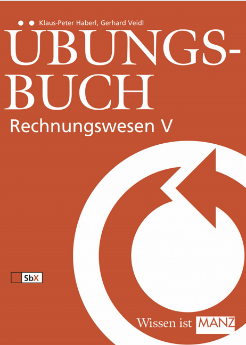 Klaus-Peter Haberl, Gerhard Veidl
ÜBUNGS-
BUCH
Rechnungswesen V
SbX
Wissen ist MANZ